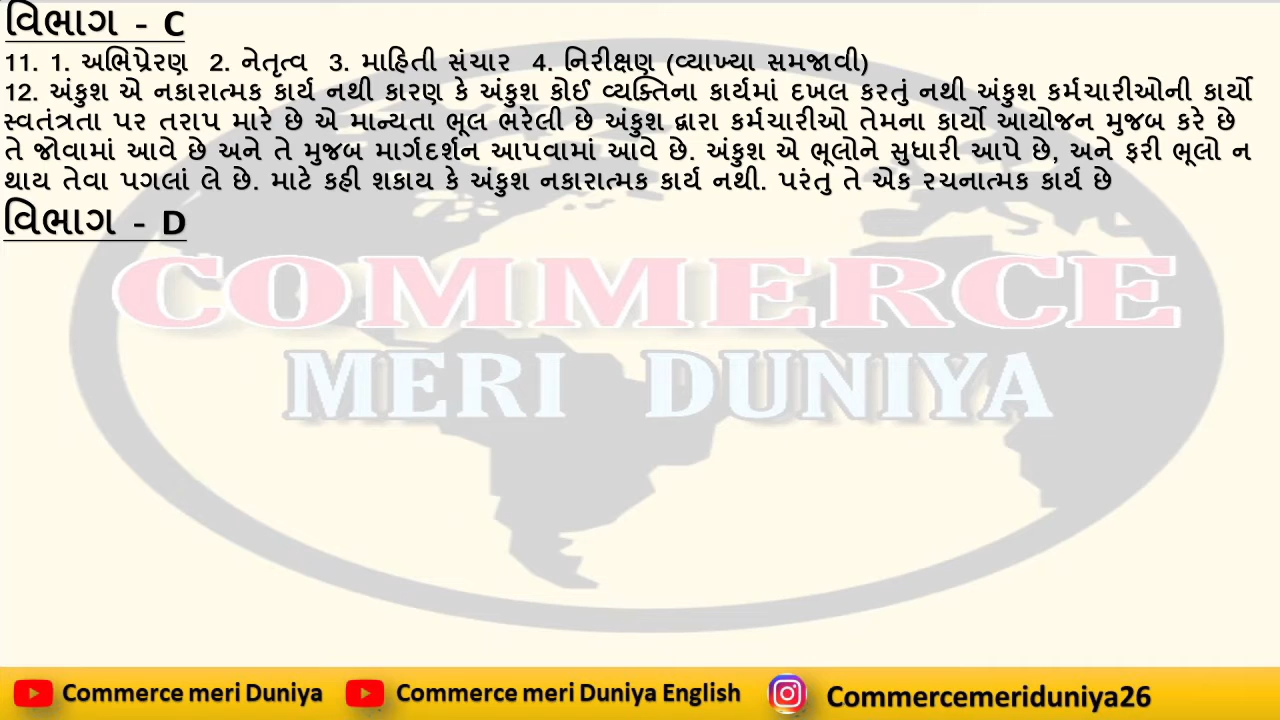 વિભાગ - C
11. 1. અભિપ્રેરણ 2. નેતૃત્વ 3. માહિતી સંચાર 4. નિરીક્ષણ (વ્યાખ્યા સમજાવી)
12. અંકુશ એ નકારાત્મક કાર્ય નથી કારણ કે અંકુશ કોઈ વ્યક્તિના કાર્યમાં દખલ કરતું નથી અંકુશ કર્મચારીઓની કાર્યો
સ્વતંત્રતા પર તરાપ મારે છે એ માન્યતા ભૂલ ભરેલી છે અંકુશ દ્વારા કર્મચારીઓ તેમના કાર્યો આયોજન મુજબ કરે છે
તે જોવામાં આવે છે અને તે મુજબ માર્ગદર્શન આપવામાં આવે છે. અંકુશ એ ભૂલોને સુધારી આપે છે, અને ફરી ભૂલો ન
થાય તેવા પગલાં લે છે. માટે કહી શકાય કે અંકુશ નકારાત્મક કાર્ય નથી. પરંતુ તે એક રચનાત્મક કાર્ય છે
વિભાગ - D
COMMERCE
MERI DUNIYA
Commerce meri Duniya Commerce meri Duniya English Commercemeriduniya26